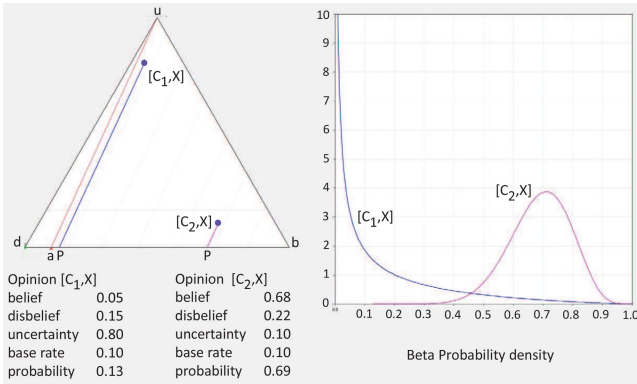 u
[C₁,X]
[C₂,X]
d
a P
P
b
Opinion [C₁,X]
belief 0.05
disbelief 0.15
uncertainty 0.80
base rate 0.10
probability 0.13
Opinion [C₂,X]
belief 0.68
disbelief 0.22
uncertainty 0.10
base rate 0.10
probability 0.69
10
9
8
7
6
5
4
3
2
1
0
[C₁,X]
[C₂,X]
0.1 0.2 0.3 0.4 0.5 0.6 0.7 0.8 0.9 1.0
Beta Probability density